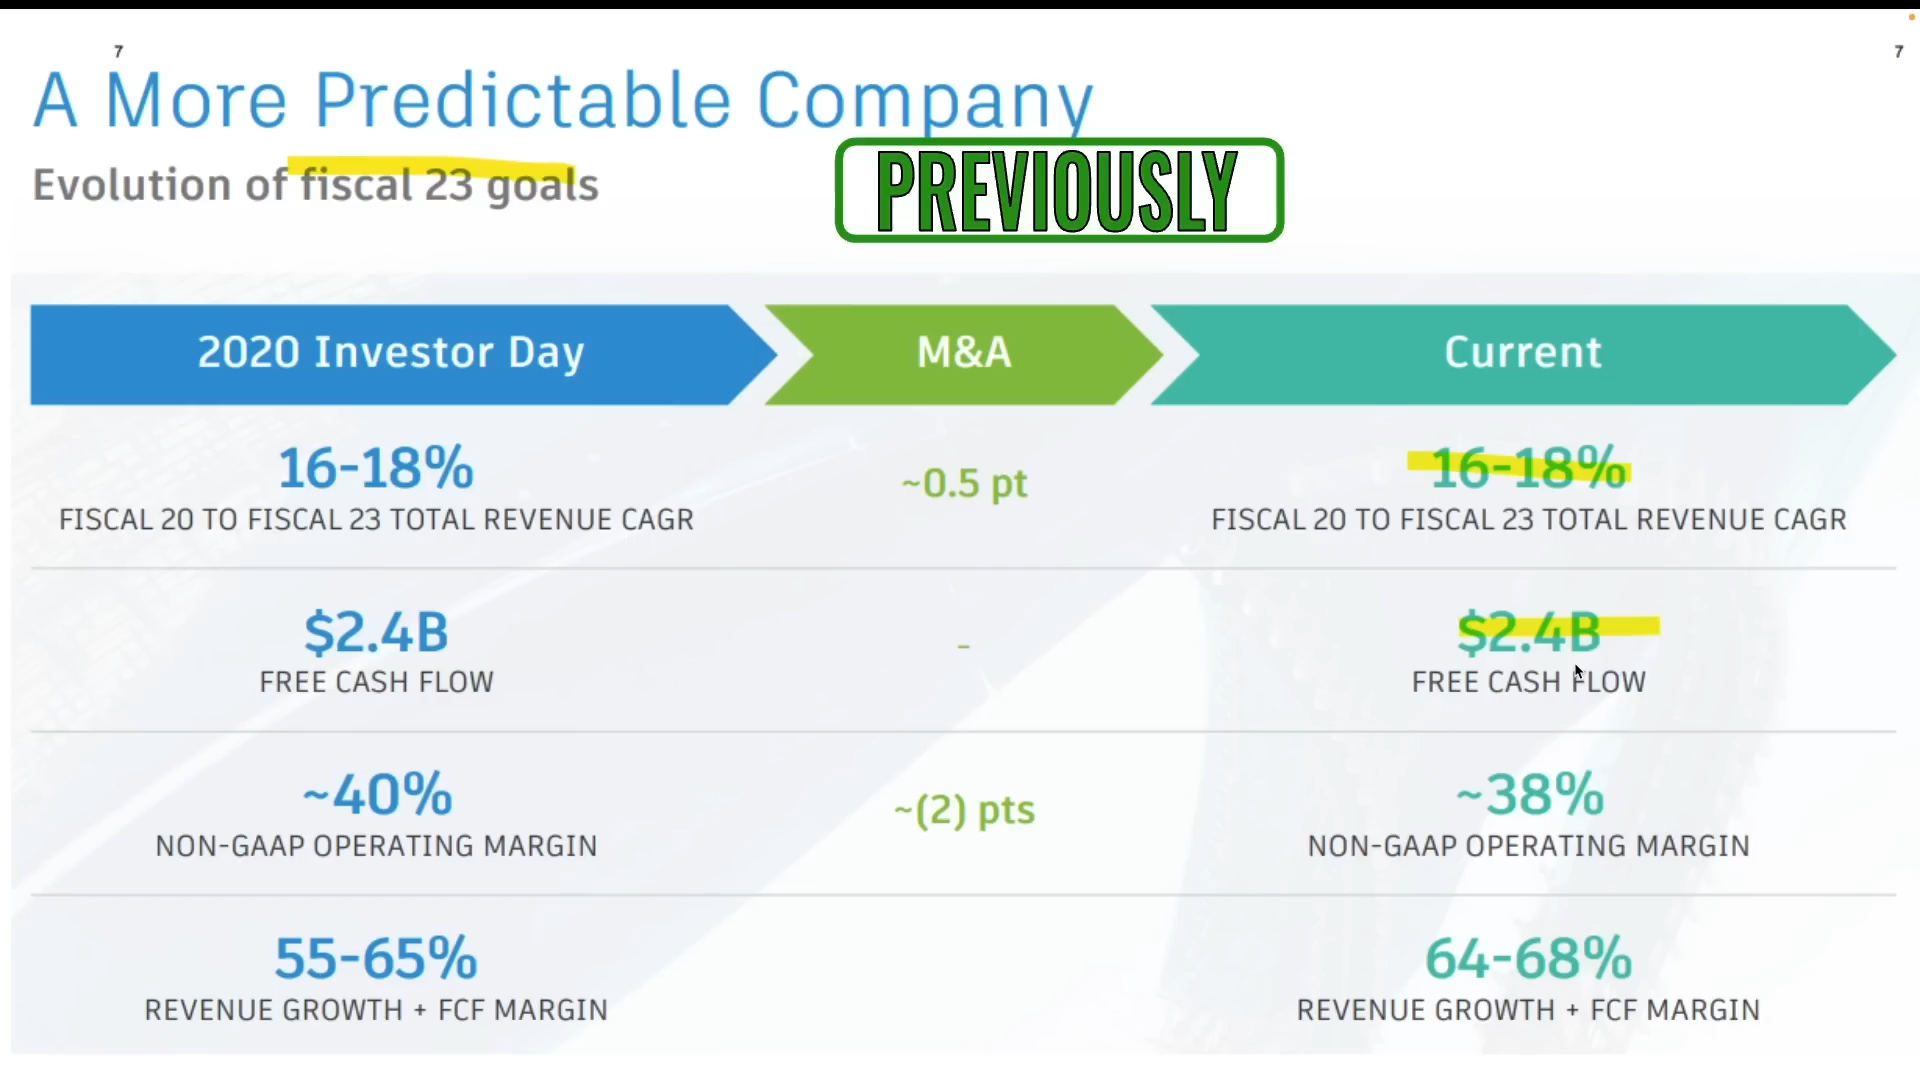 7
7
A More Predictable Company
Evolution of fiscal 23 goals
PREVIOUSLY
2020 Investor Day
M&A
Current
16-18%
FISCAL 20 TO FISCAL 23 TOTAL REVENUE CAGR
~0.5 pt
16-18%
FISCAL 20 TO FISCAL 23 TOTAL REVENUE CAGR
$2.4B
FREE CASH FLOW
-
$2.4B
FREE CASH FLOW
~40%
NON-GAAP OPERATING MARGIN
~(2) pts
~38%
NON-GAAP OPERATING MARGIN
55-65%
REVENUE GROWTH + FCF MARGIN
64-68%
REVENUE GROWTH + FCF MARGIN